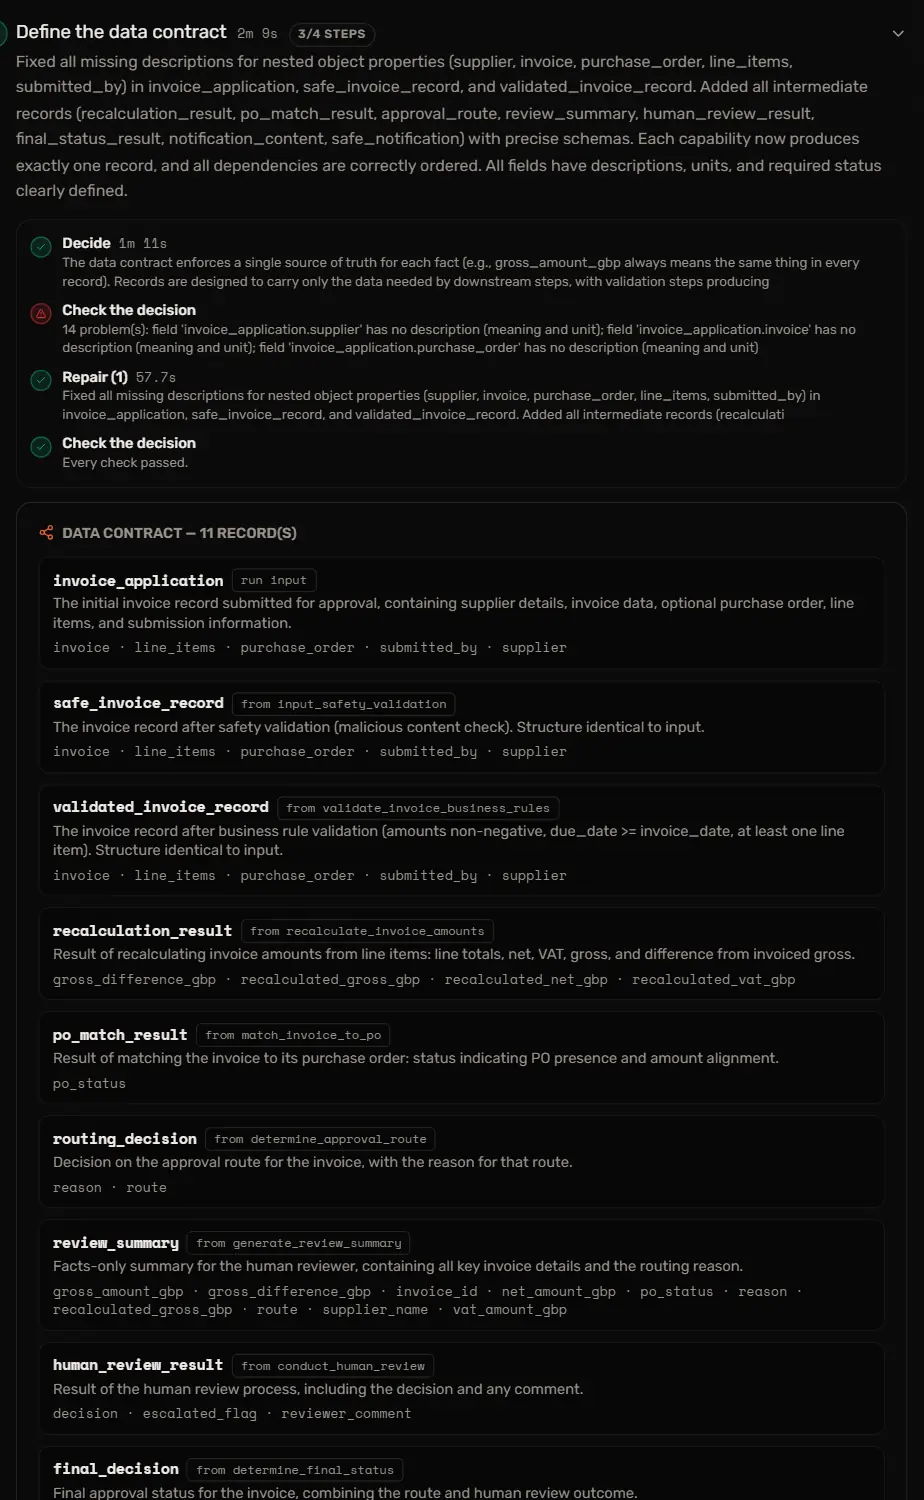 Define the data contract 2m 9s 3/4 STEPS
Fixed all missing descriptions for nested object properties (supplier, invoice, purchase_order, line_items,
submitted_by) in invoice_application, safe_invoice_record, and validated_invoice_record. Added all intermediate
records (recalculation_result, po_match_result, approval_route, review_summary, human_review_result,
final_status_result, notification_content, safe_notification) with precise schemas. Each capability now produces
exactly one record, and all dependencies are correctly ordered. All fields have descriptions, units, and required status
clearly defined.
Decide 1m 11s
The data contract enforces a single source of truth for each fact (e.g., gross_amount_gbp always means the same thing in every
record). Records are designed to carry only the data needed by downstream steps, with validation steps producing
Check the decision
14 problem(s): field 'invoice_application.supplier' has no description (meaning and unit); field 'invoice_application.invoice' has no
description (meaning and unit); field 'invoice_application.purchase_order' has no description (meaning and unit)
Repair (1) 57.7s
Fixed all missing descriptions for nested object properties (supplier, invoice, purchase_order, line_items, submitted_by) in
invoice_application, safe_invoice_record, and validated_invoice_record. Added all intermediate records (recalculati
Check the decision
Every check passed.
DATA CONTRACT — 11 RECORD(S)
invoice_application run input
The initial invoice record submitted for approval, containing supplier details, invoice data, optional purchase order, line
items, and submission information.
invoice · line_items · purchase_order · submitted_by · supplier
safe_invoice_record from input_safety_validation
The invoice record after safety validation (malicious content check). Structure identical to input.
invoice · line_items · purchase_order · submitted_by · supplier
validated_invoice_record from validate_invoice_business_rules
The invoice record after business rule validation (amounts non-negative, due_date >= invoice_date, at least one line
item). Structure identical to input.
invoice · line_items · purchase_order · submitted_by · supplier
recalculation_result from recalculate_invoice_amounts
Result of recalculating invoice amounts from line items: line totals, net, VAT, gross, and difference from invoiced gross.
gross_difference_gbp · recalculated_gross_gbp · recalculated_net_gbp · recalculated_vat_gbp
po_match_result from match_invoice_to_po
Result of matching the invoice to its purchase order: status indicating PO presence and amount alignment.
po_status
routing_decision from determine_approval_route
Decision on the approval route for the invoice, with the reason for that route.
reason · route
review_summary from generate_review_summary
Facts-only summary for the human reviewer, containing all key invoice details and the routing reason.
gross_amount_gbp · gross_difference_gbp · invoice_id · net_amount_gbp · po_status · reason ·
recalculated_gross_gbp · route · supplier_name · vat_amount_gbp
human_review_result from conduct_human_review
Result of the human review process, including the decision and any comment.
decision · escalated_flag · reviewer_comment
final_decision from determine_final_status
Final approval status for the invoice, combining the route and human review outcome.